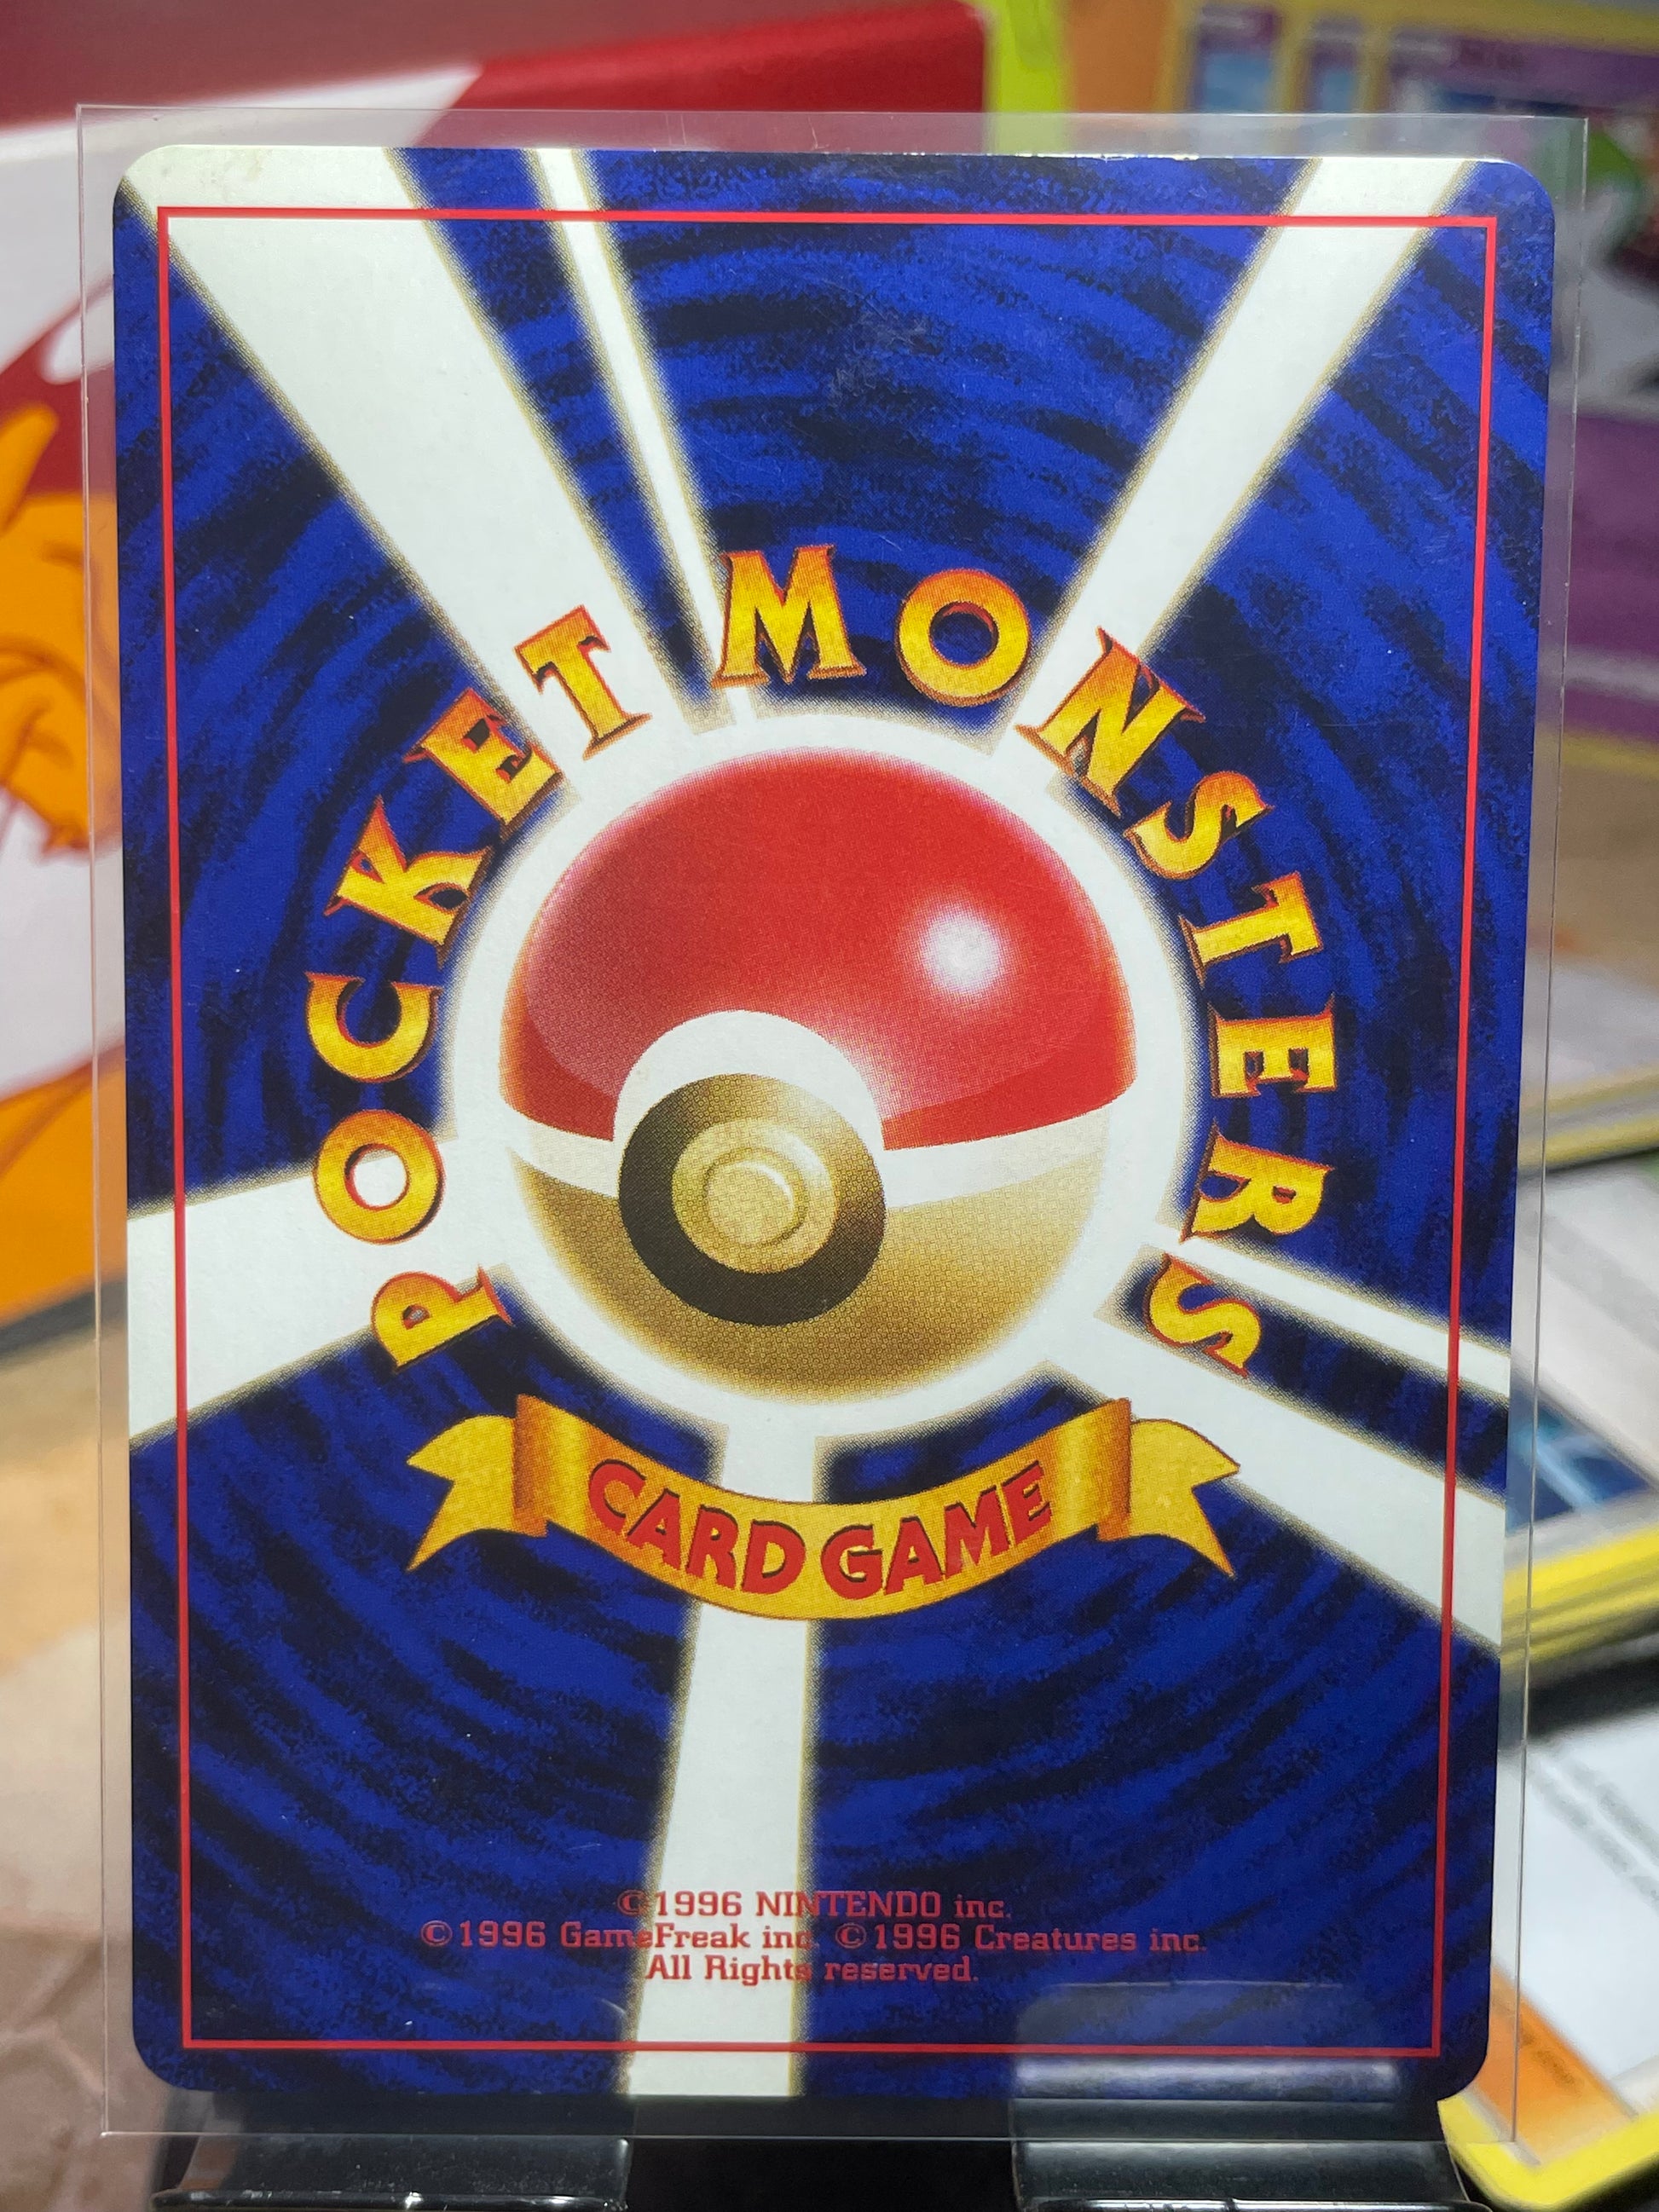 POCKET MONSTERS
CARD GAME
©1996 NINTENDO inc.
©1996 GameFreak inc. ©1996 Creatures inc.
All Rights reserved.